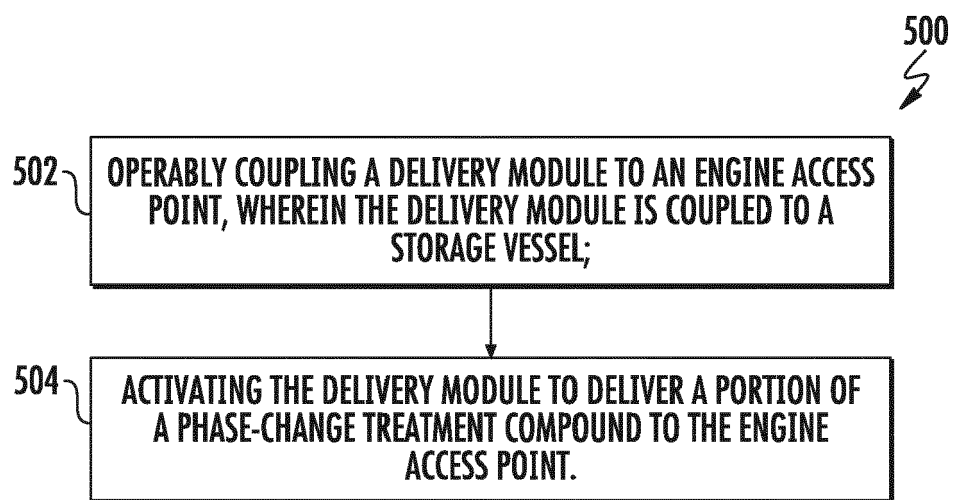 500
502
OPERABLY COUPLING A DELIVERY MODULE TO AN ENGINE ACCESS
POINT, WHEREIN THE DELIVERY MODULE IS COUPLED TO A
STORAGE VESSEL;
504
ACTIVATING THE DELIVERY MODULE TO DELIVER A PORTION OF
A PHASE-CHANGE TREATMENT COMPOUND TO THE ENGINE
ACCESS POINT.